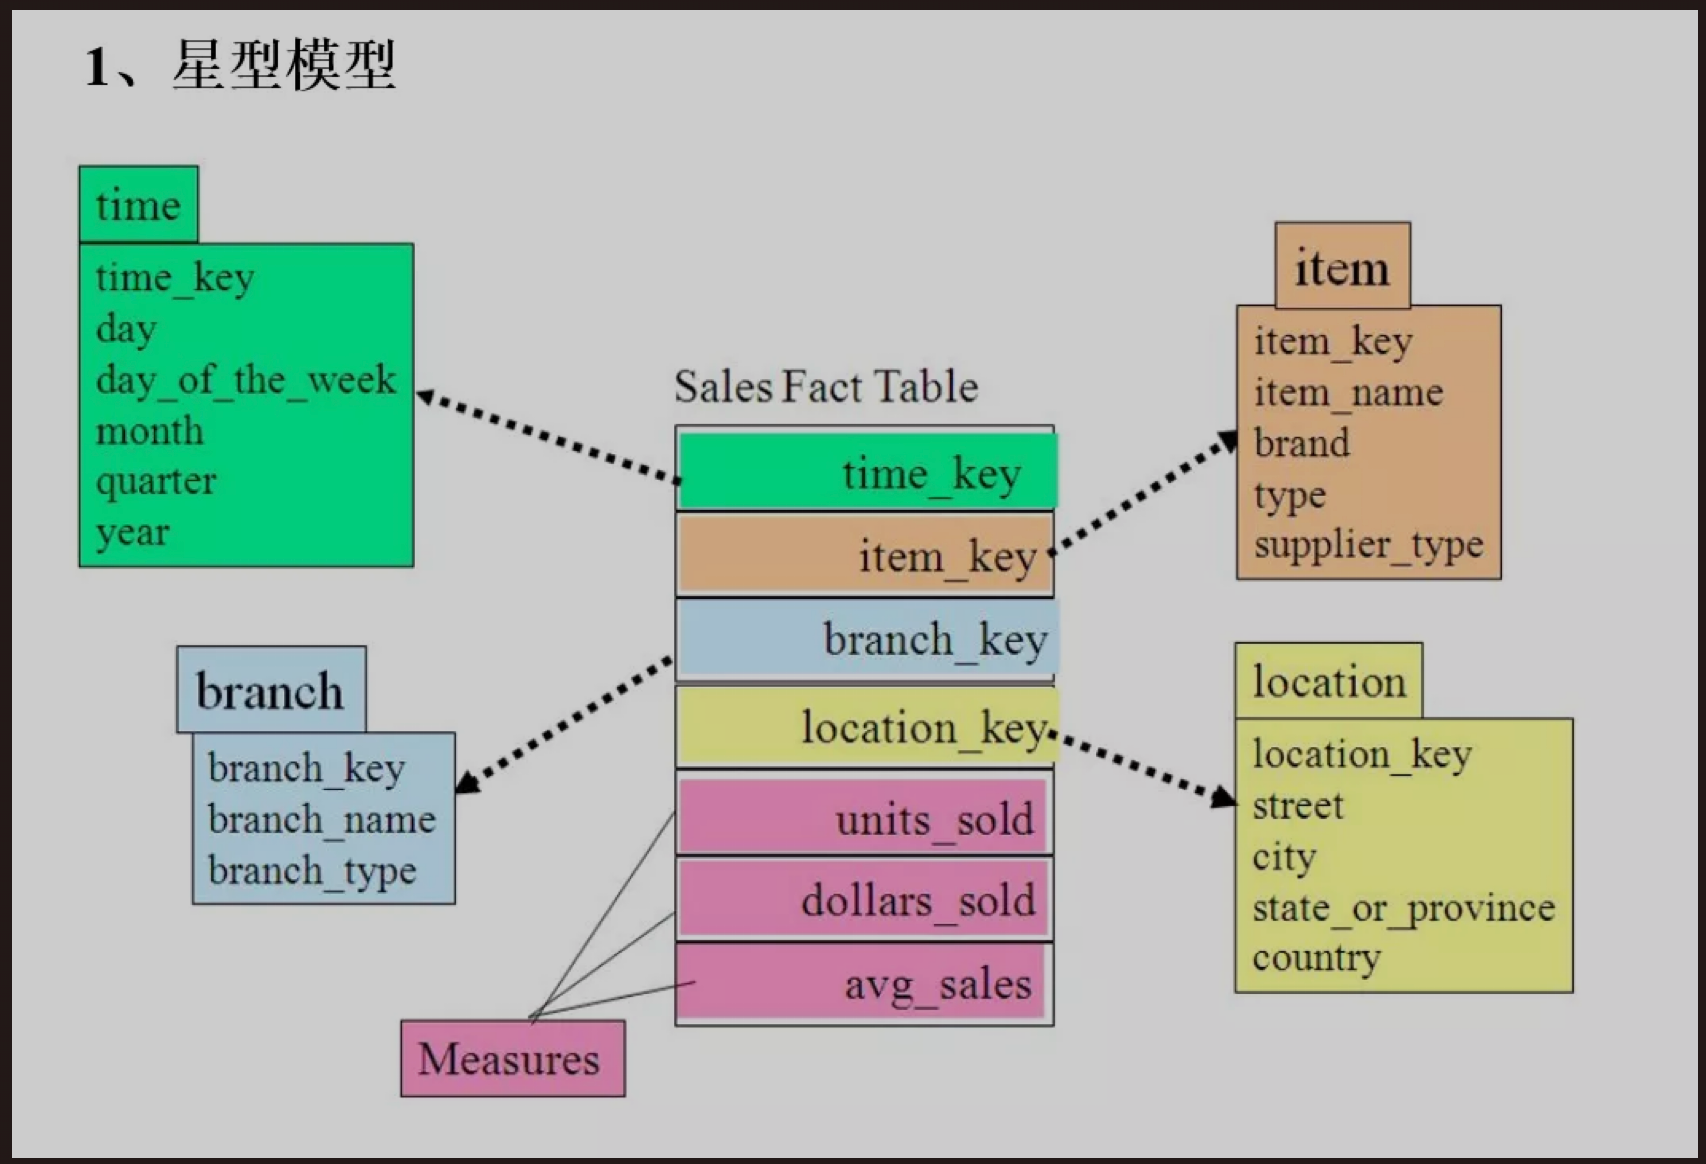 1、星型模型
time
time_key
day
day_of_the_week
month
quarter
year
item
item_key
item_name
brand
type
supplier_type
Sales Fact Table
time_key
item_key
branch_key
location_key
units_sold
dollars_sold
avg_sales
branch
branch_key
branch_name
branch_type
location
location_key
street
city
state_or_province
country
Measures